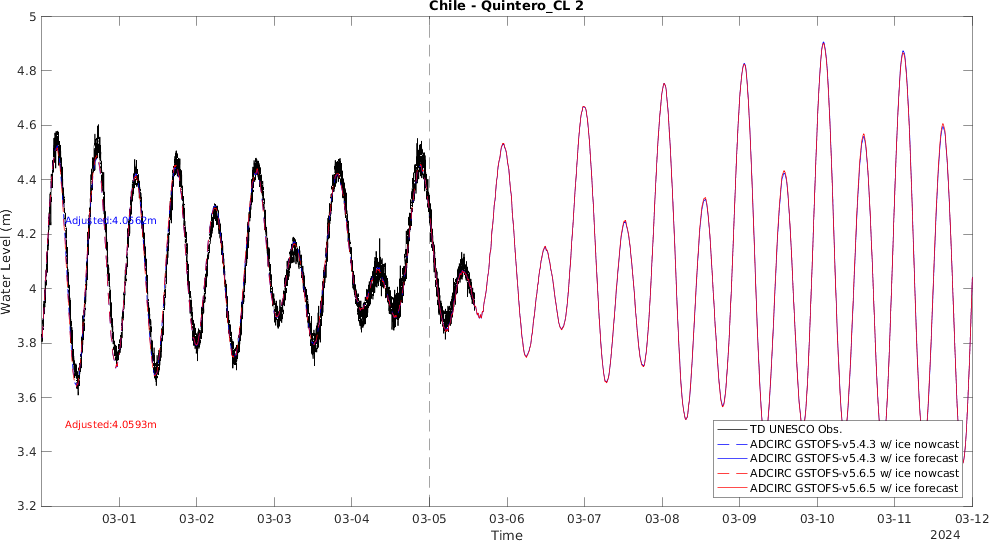 Chile - Quintero_CL 2
5
4.8
4.6
4.4
4.2
4
3.8
3.6
3.4
3.2
Water Level (m)
Adjusted:4.0562m
Adjusted:4.0593m
TD UNESCO Obs.
ADCIRC GSTOFS-v5.4.3 w/ ice nowcast
ADCIRC GSTOFS-v5.4.3 w/ ice forecast
ADCIRC GSTOFS-v5.6.5 w/ ice nowcast
ADCIRC GSTOFS-v5.6.5 w/ ice forecast
03-01 03-02 03-03 03-04 03-05 03-06 03-07 03-08 03-09 03-10 03-11 03-12
Time
2024